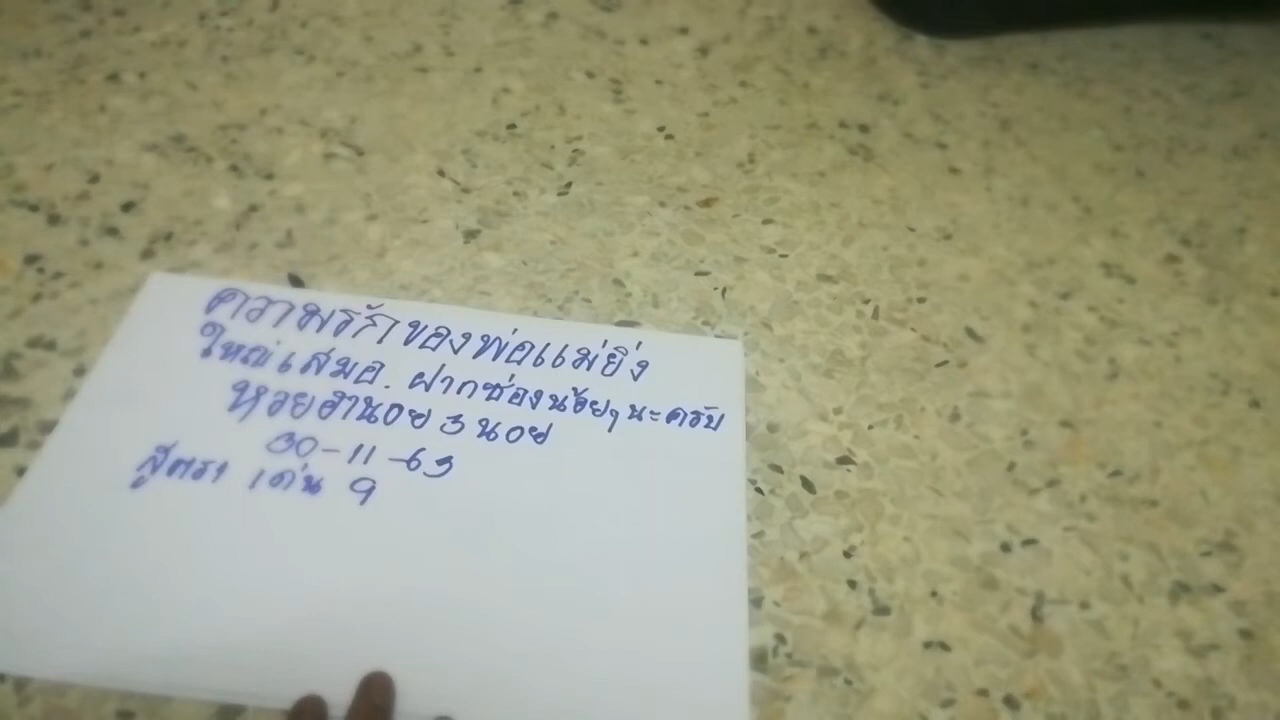 ความรักของพ่อแม่ยิ่ง
ใหญ่เสมอ. ฝากช่องน้อยๆนะครับ
หวยฮานอย 3 นอย
30-11-63
สูตร1 เด่น 9